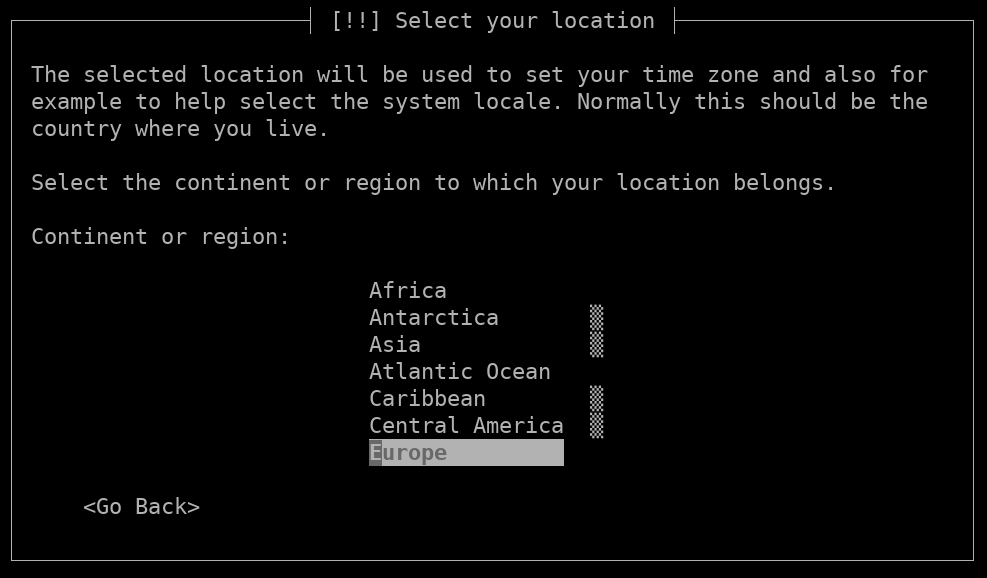 [!!] Select your location
The selected location will be used to set your time zone and also for
example to help select the system locale. Normally this should be the
country where you live.
Select the continent or region to which your location belongs.
Continent or region:
Africa
Antarctica
Asia
Atlantic Ocean
Caribbean
Central America
Europe
<Go Back>